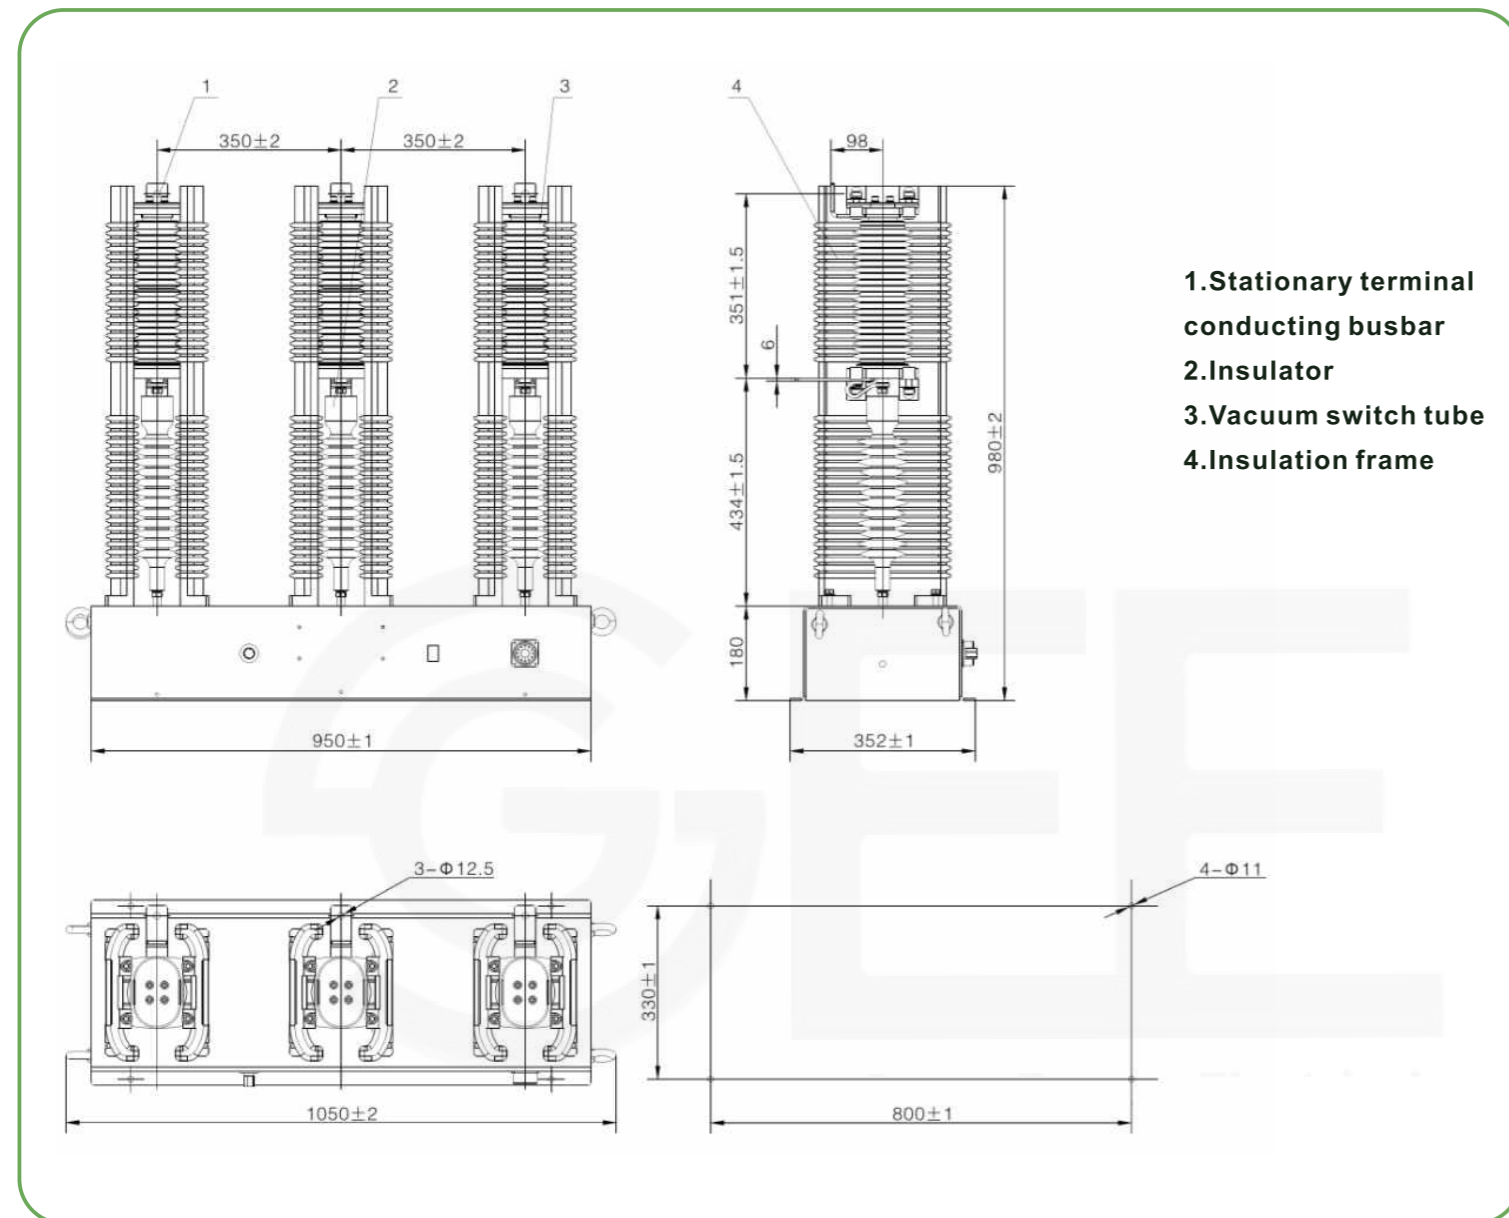 1
2
3
4
350±2
350±2
98
351±1.5
6
434±1.5
980±2
180
950±1
352±1
1.Stationary terminal
conducting busbar
2.Insulator
3.Vacuum switch tube
4.Insulation frame
3-Φ12.5
4-Φ11
330±1
1050±2
800±1
GEE